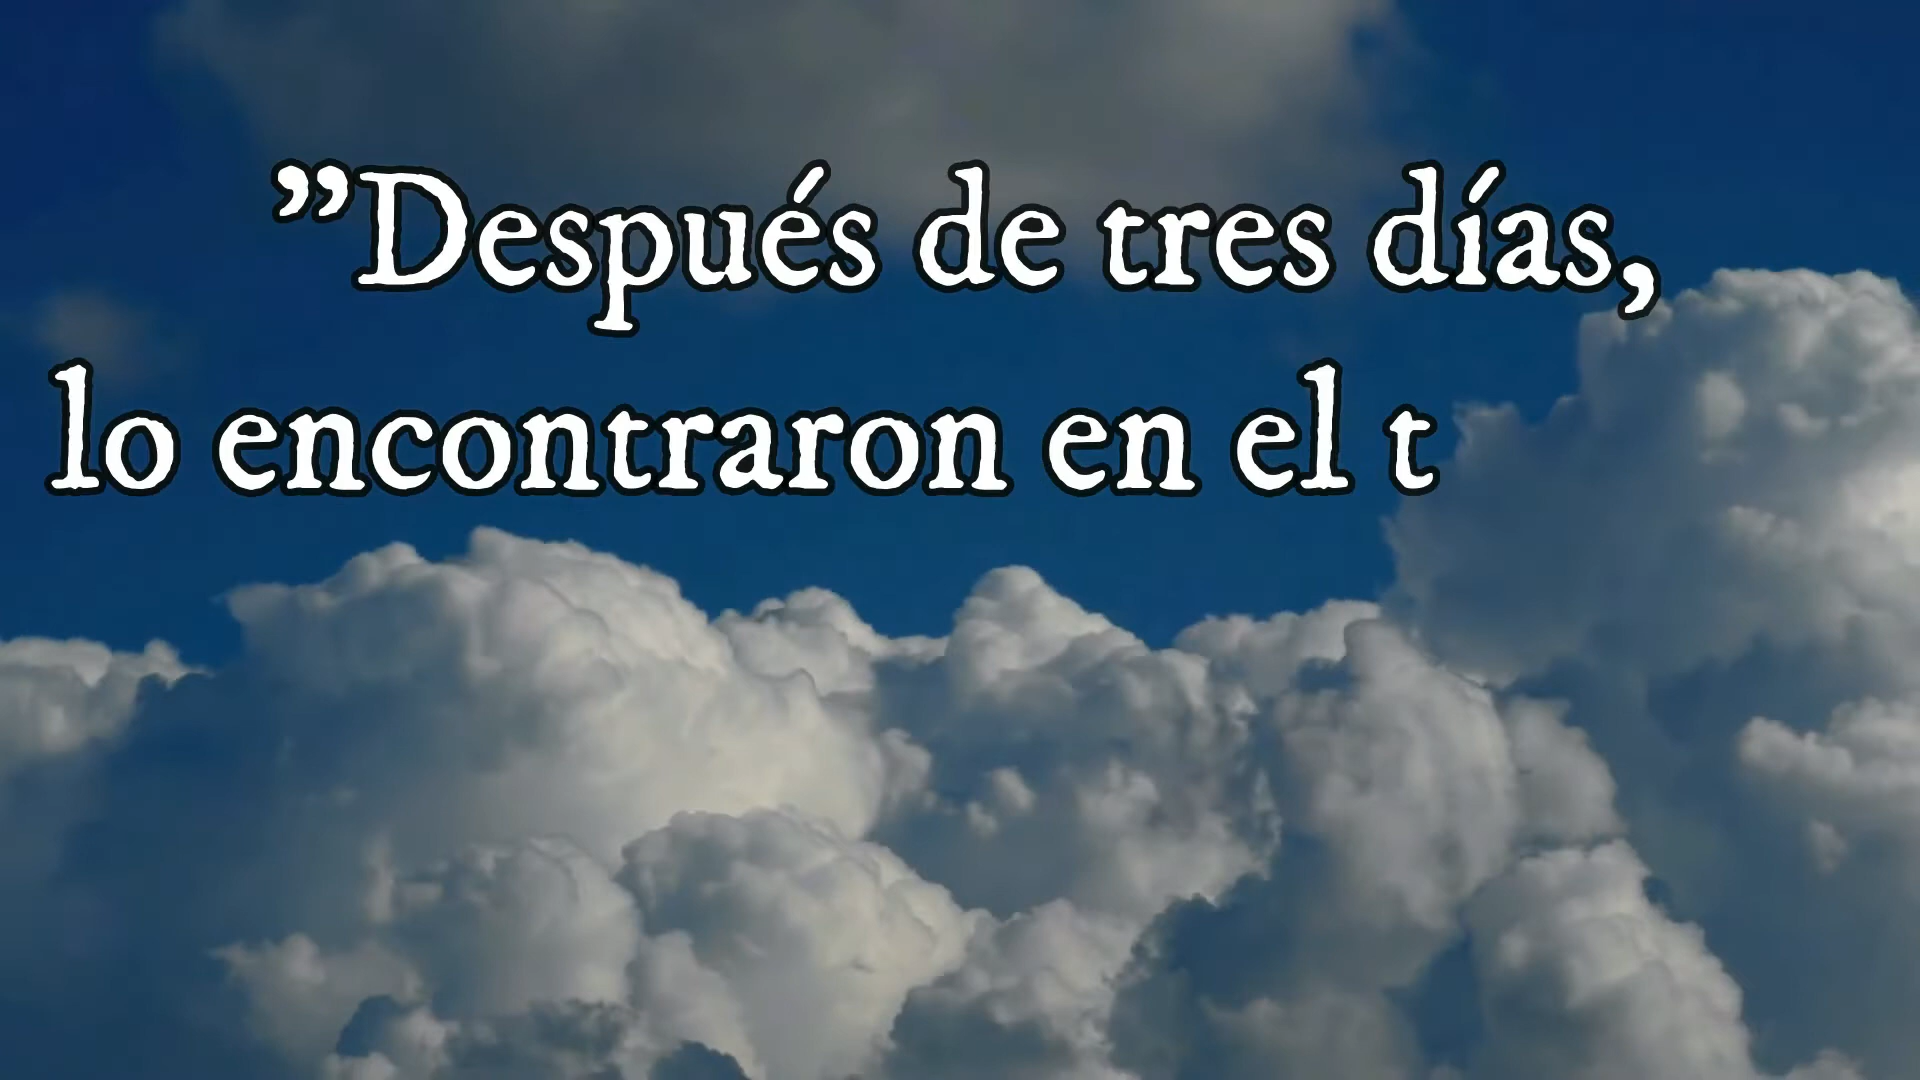 ”Después de tres días,
lo encontraron en el t